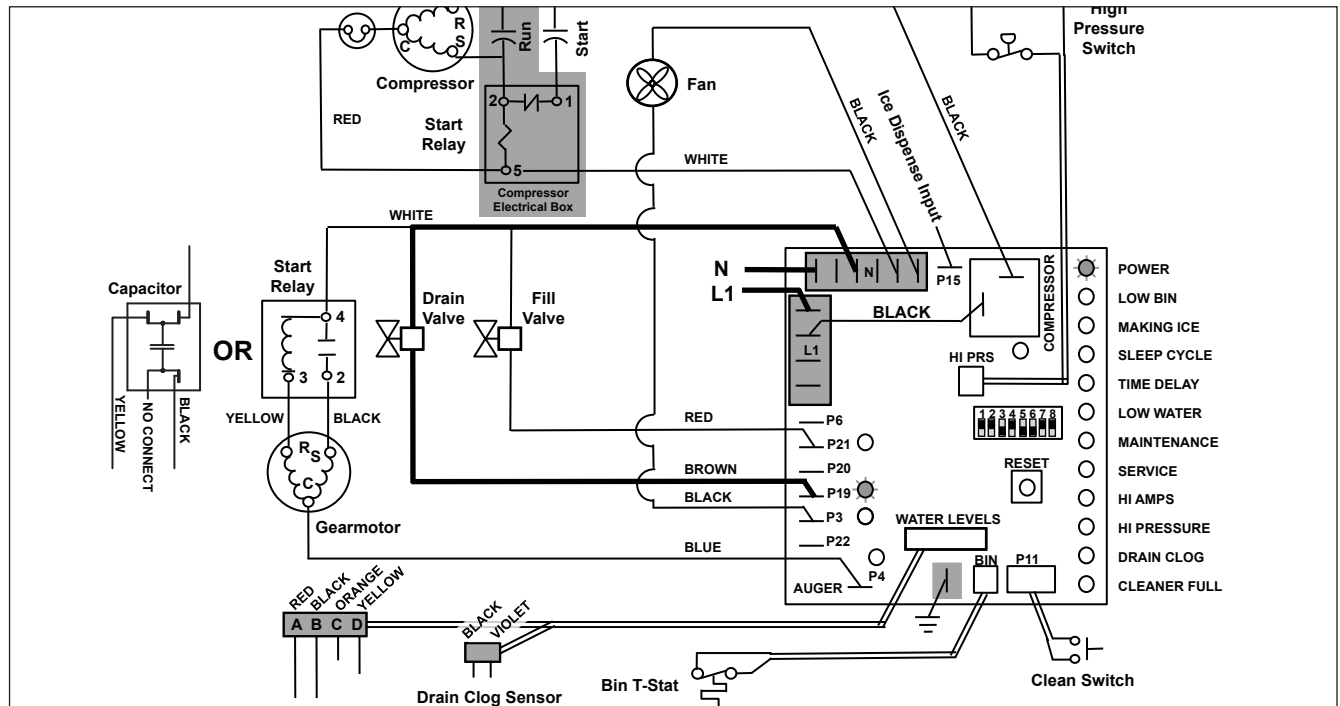 High
Pressure
Switch
R
S
C
Run
Start
Compressor
Fan
RED
2
1
Start
Relay
5
WHITE
BLACK
Ice Dispense Input
BLACK
Compressor
Electrical Box
WHITE
N
N
P15
L1
BLACK
L1
COMPRESSOR
HI PRS
POWER
LOW BIN
MAKING ICE
SLEEP CYCLE
TIME DELAY
LOW WATER
MAINTENANCE
SERVICE
HI AMPS
HI PRESSURE
DRAIN CLOG
CLEANER FULL
Capacitor
YELLOW
NO CONNECT
BLACK
OR
Start
Relay
4
3
2
YELLOW
BLACK
R
S
C
Gearmotor
Drain
Valve
Fill
Valve
RED
BROWN
BLACK
BLUE
P6
P21
P20
P19
P3
P22
P4
AUGER
1 2 3 4 5 6 7 8
RESET
WATER LEVELS
BIN
P11
RED
BLACK
ORANGE
YELLOW
A B C D
BLACK
VIOLET
Drain Clog Sensor
Bin T-Stat
Clean Switch